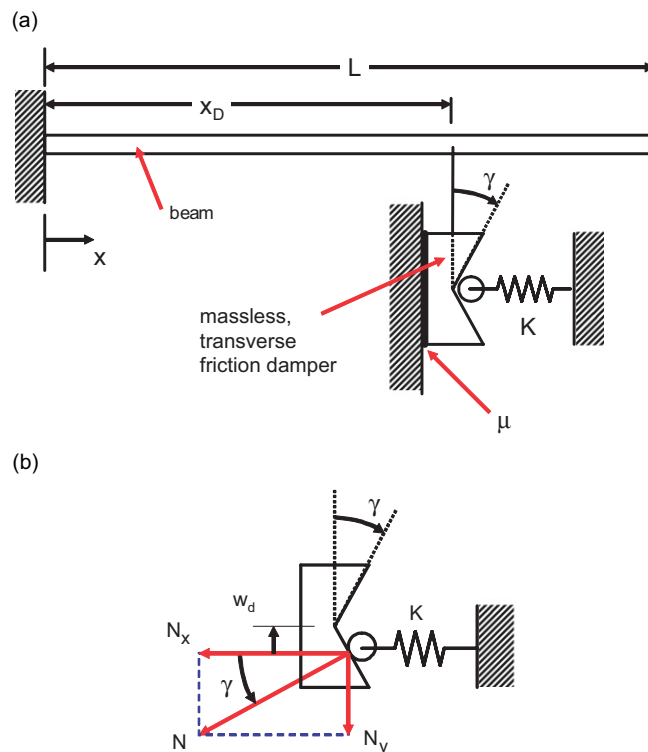 (a)
L
x_D
γ
beam
x
massless,
transverse
friction damper
K
μ
(b)
γ
w_d
K
N_x
γ
N
N_y